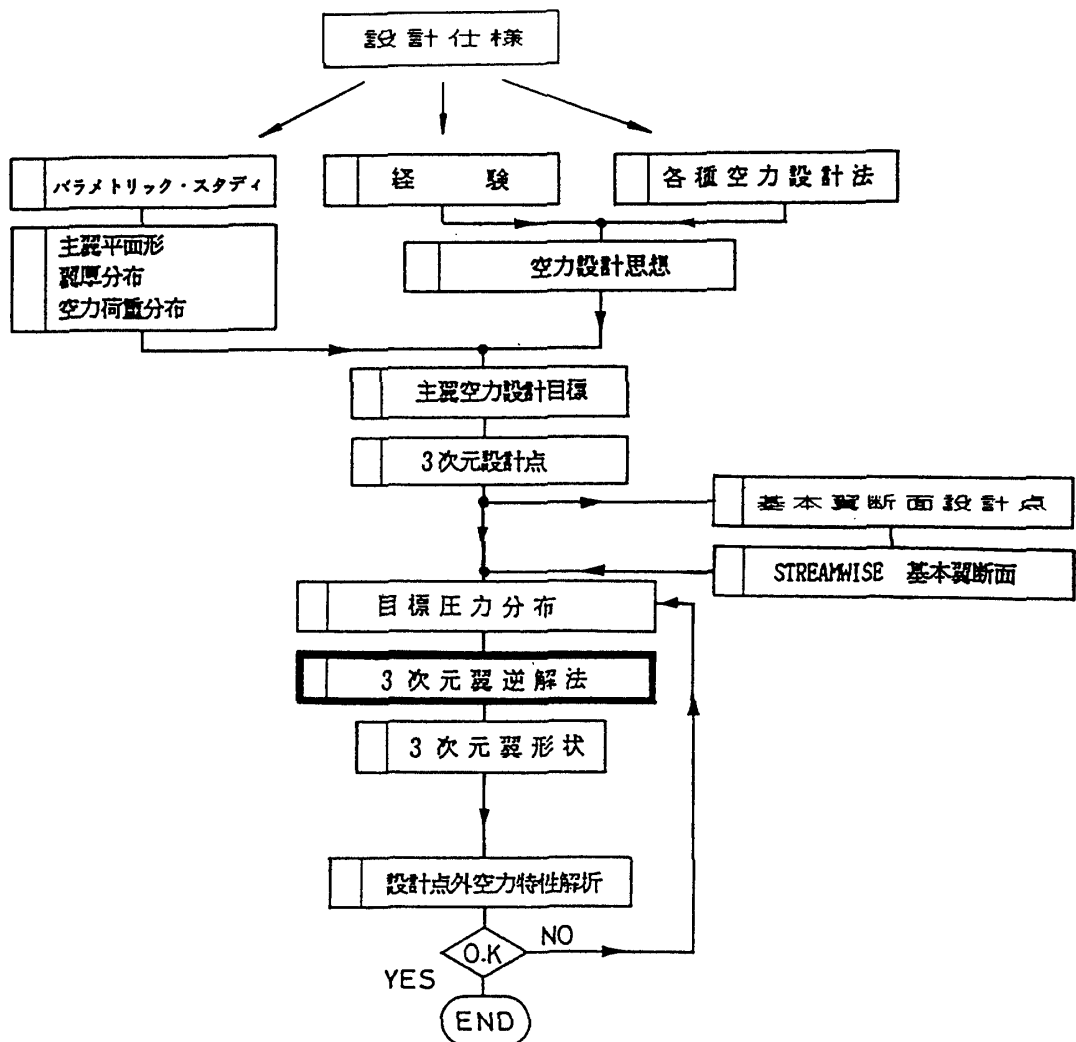 設計仕様
パラメトリック・スタディ
経験
各種空力設計法
主翼平面形
翼厚分布
空力荷重分布
空力設計思想
主翼空力設計目標
3次元設計点
基本翼断面設計点
STREAMWISE 基本翼断面
目標圧力分布
3次元翼逆解法
3次元翼形状
設計点外空力特性解析
O.K
NO
YES
END